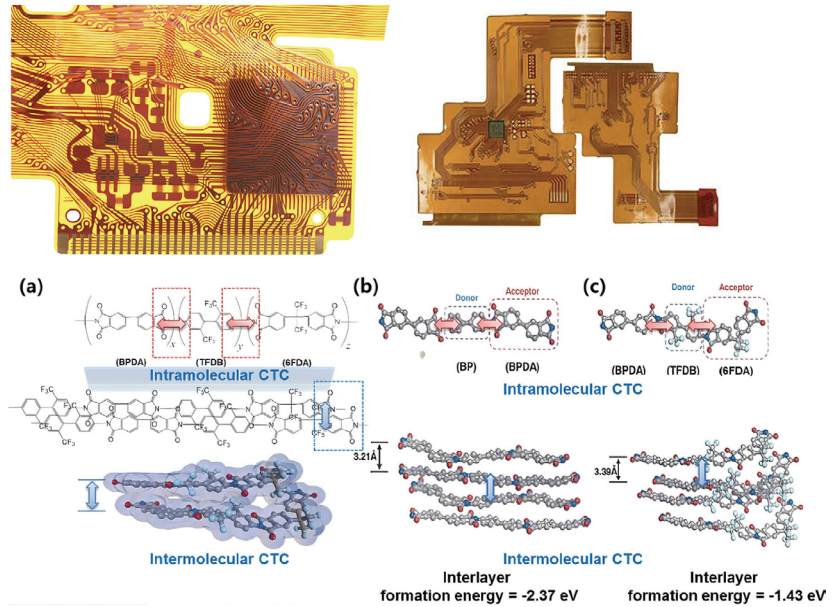 (a)
F₃C
CF₃
CF₃
CF₃
x
y
z
(BPDA)
(TFDB)
(6FDA)
Intramolecular CTC
Intermolecular CTC
(b)
Donor
Acceptor
(BP)
(BPDA)
Intramolecular CTC
3.21Å
Intermolecular CTC
Interlayer
formation energy = -2.37 eV
(c)
Donor
Acceptor
(BPDA)
(TFDB)
(6FDA)
3.39Å
Interlayer
formation energy = -1.43 eV